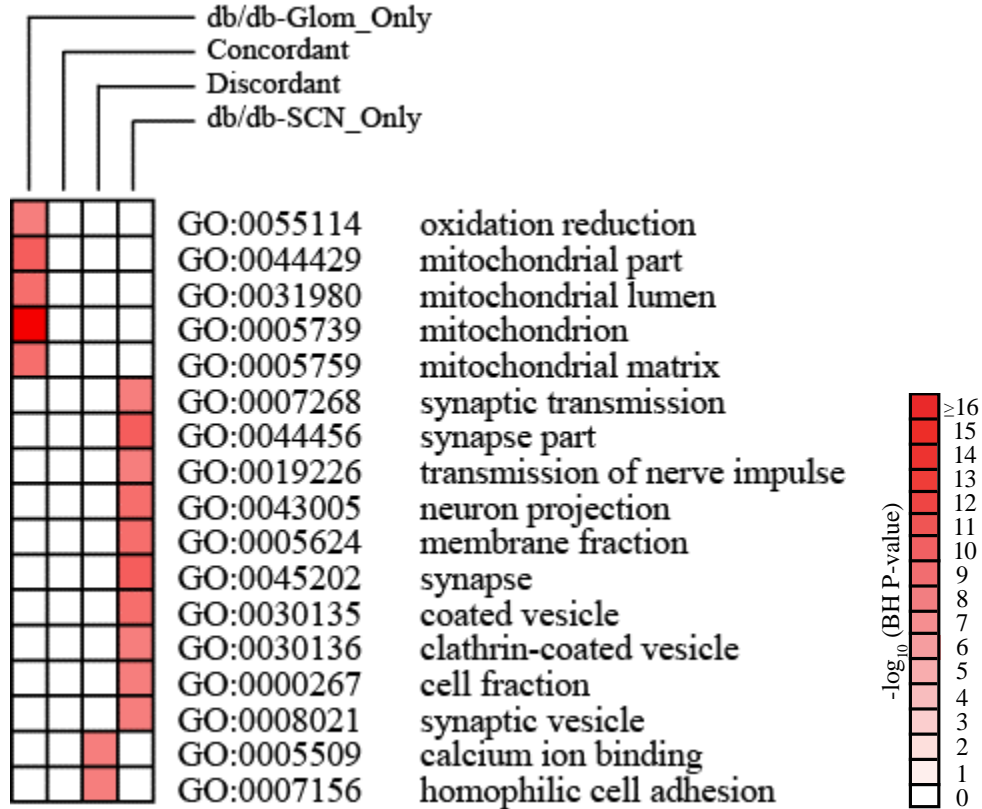 db/db-Glom_Only
Concordant
Discordant
db/db-SCN_Only
GO:0055114 oxidation reduction
GO:0044429 mitochondrial part
GO:0031980 mitochondrial lumen
GO:0005739 mitochondrion
GO:0005759 mitochondrial matrix
GO:0007268 synaptic transmission
GO:0044456 synapse part
GO:0019226 transmission of nerve impulse
GO:0043005 neuron projection
GO:0005624 membrane fraction
GO:0045202 synapse
GO:0030135 coated vesicle
GO:0030136 clathrin-coated vesicle
GO:0000267 cell fraction
GO:0008021 synaptic vesicle
GO:0005509 calcium ion binding
GO:0007156 homophilic cell adhesion
-log₁₀ (BH P-value)
≥16
15
14
13
12
11
10
9
8
7
6
5
4
3
2
1
0